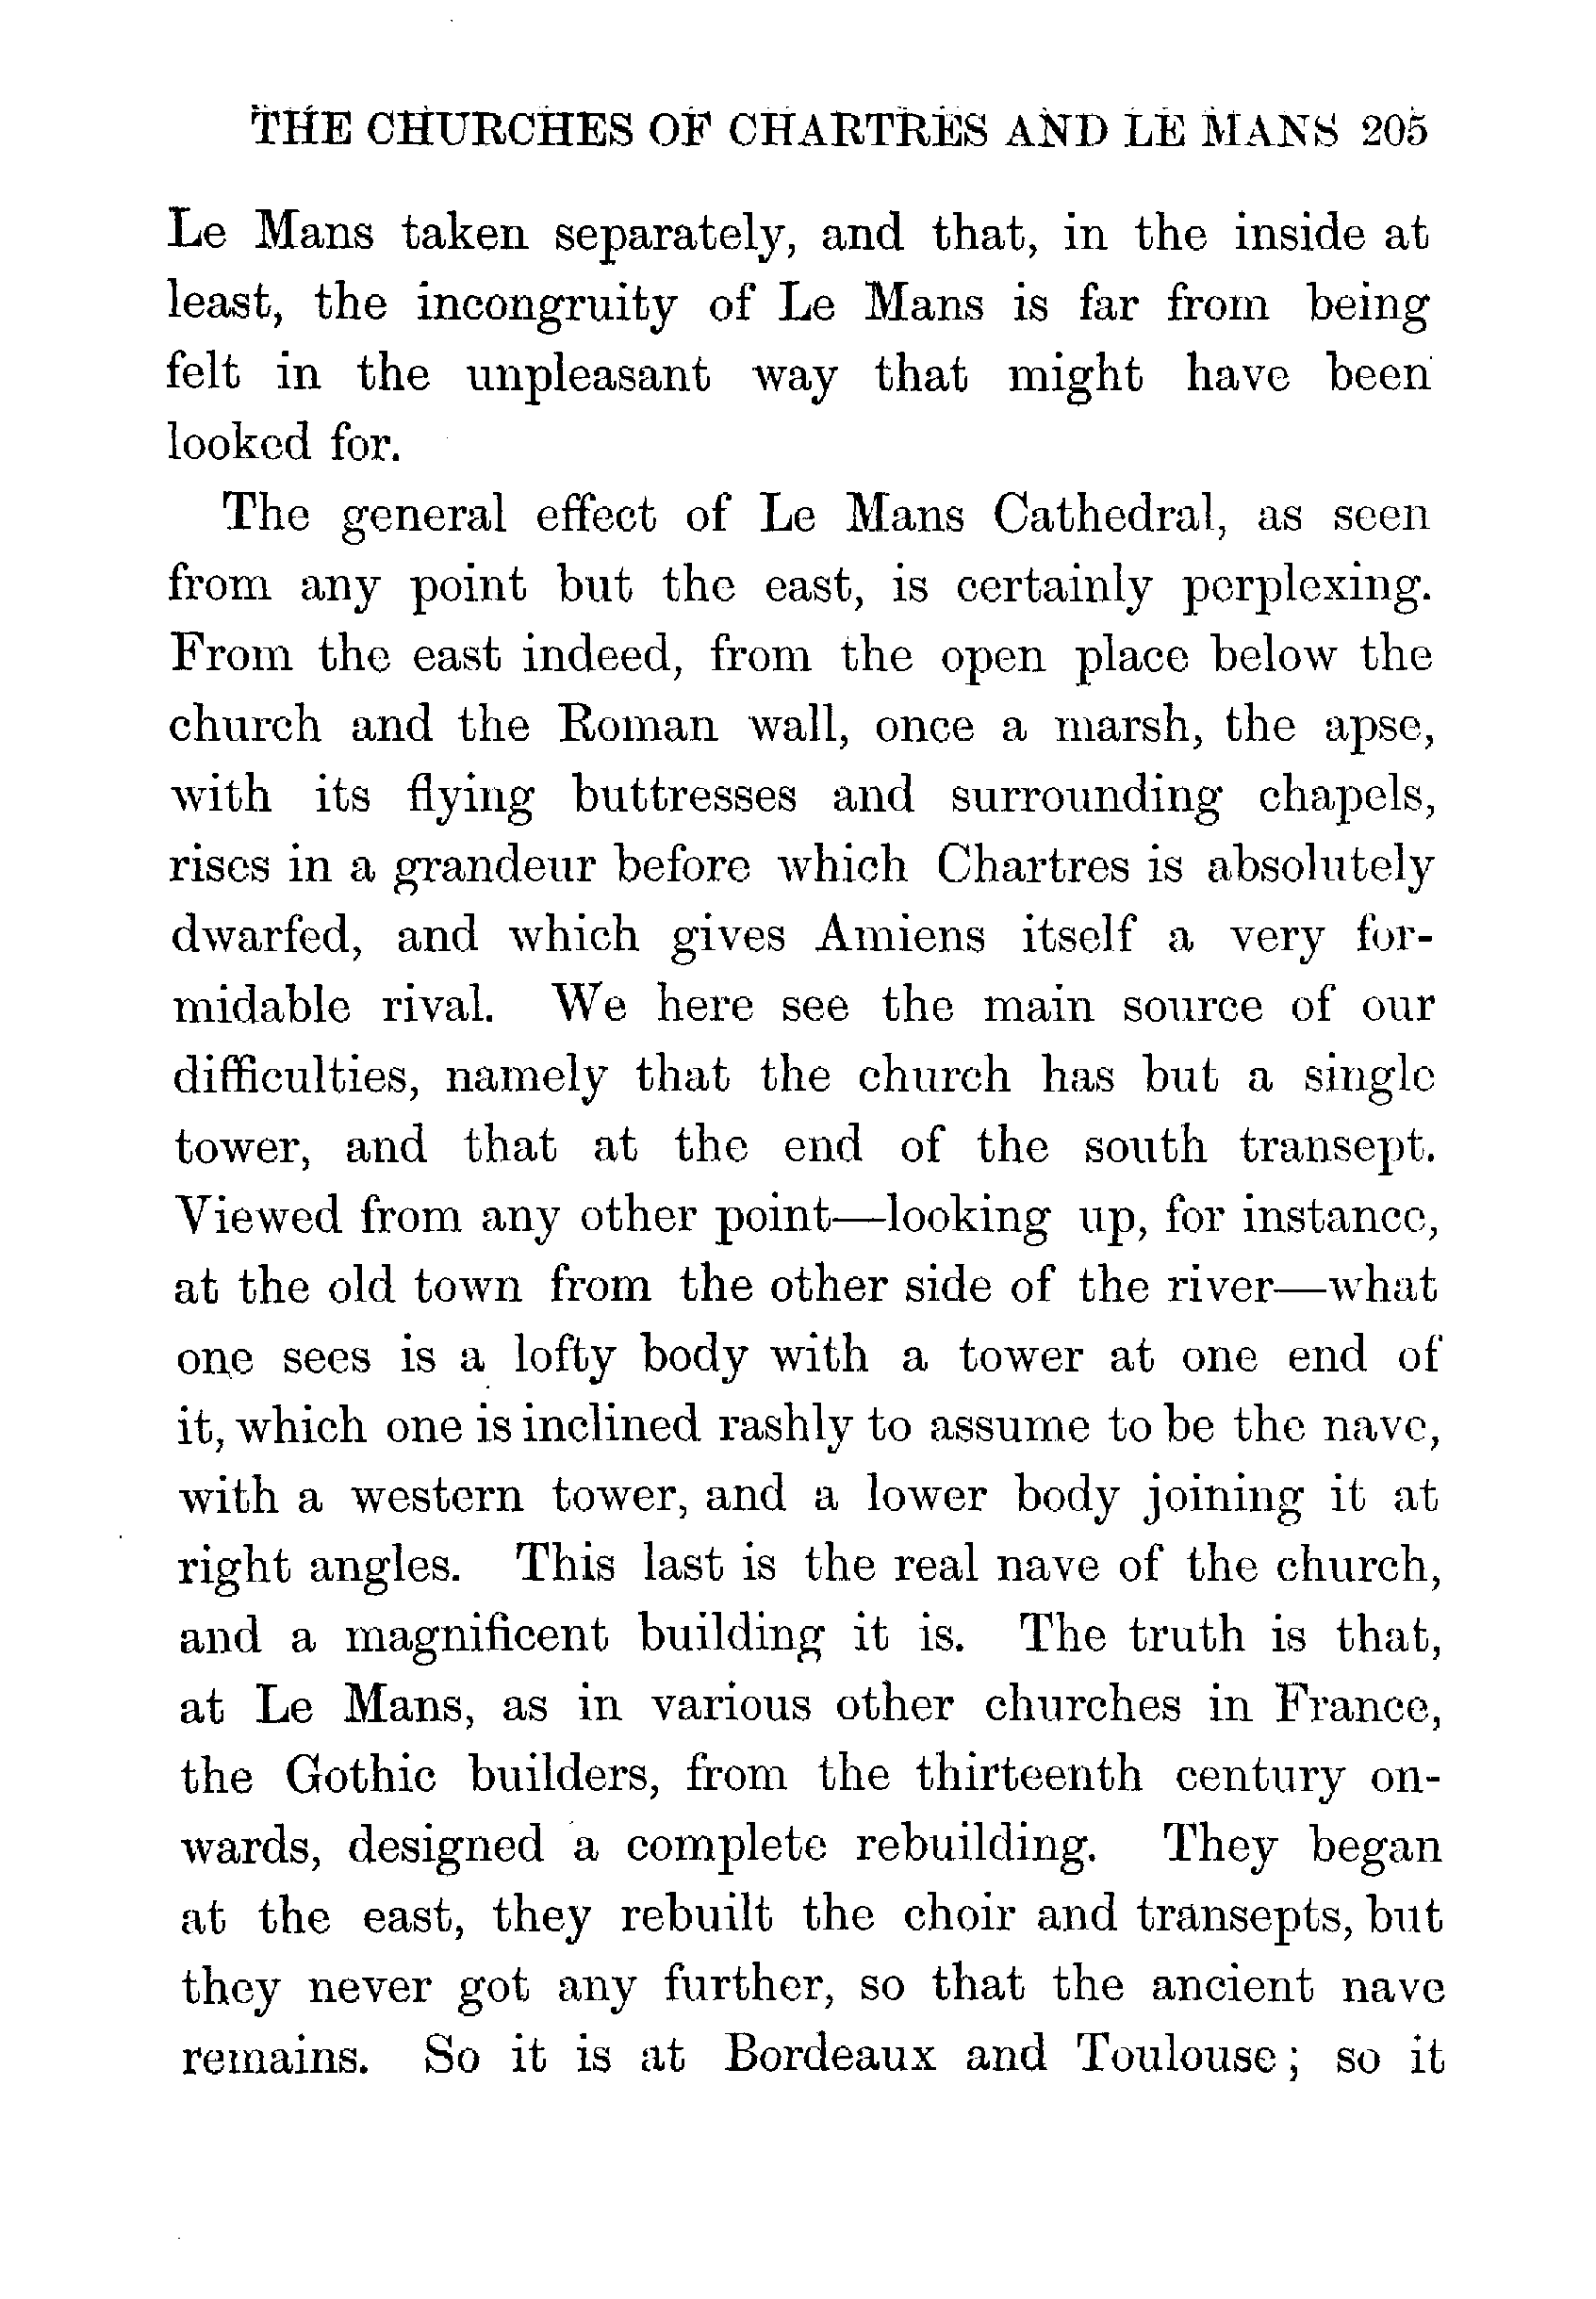 THE CHURCHES OF CHARTRES AND LE MANS 205
Le Mans taken separately, and that, in the inside at
least, the incongruity of Le Mans is far from being
felt in the unpleasant way that might have been
looked for.
The general effect of Le Mans Cathedral, as seen
from any point but the east, is certainly perplexing.
From the east indeed, from the open place below the
church and the Roman wall, once a marsh, the apse,
with its flying buttresses and surrounding chapels,
rises in a grandeur before which Chartres is absolutely
dwarfed, and which gives Amiens itself a very for-
midable rival. We here see the main source of our
difficulties, namely that the church has but a single
tower, and that at the end of the south transept.
Viewed from any other point—looking up, for instance,
at the old town from the other side of the river—what
one sees is a lofty body with a tower at one end of
it, which one is inclined rashly to assume to be the nave,
with a western tower, and a lower body joining it at
right angles. This last is the real nave of the church,
and a magnificent building it is. The truth is that,
at Le Mans, as in various other churches in France,
the Gothic builders, from the thirteenth century on-
wards, designed a complete rebuilding. They began
at the east, they rebuilt the choir and transepts, but
they never got any further, so that the ancient nave
remains. So it is at Bordeaux and Toulouse; so it